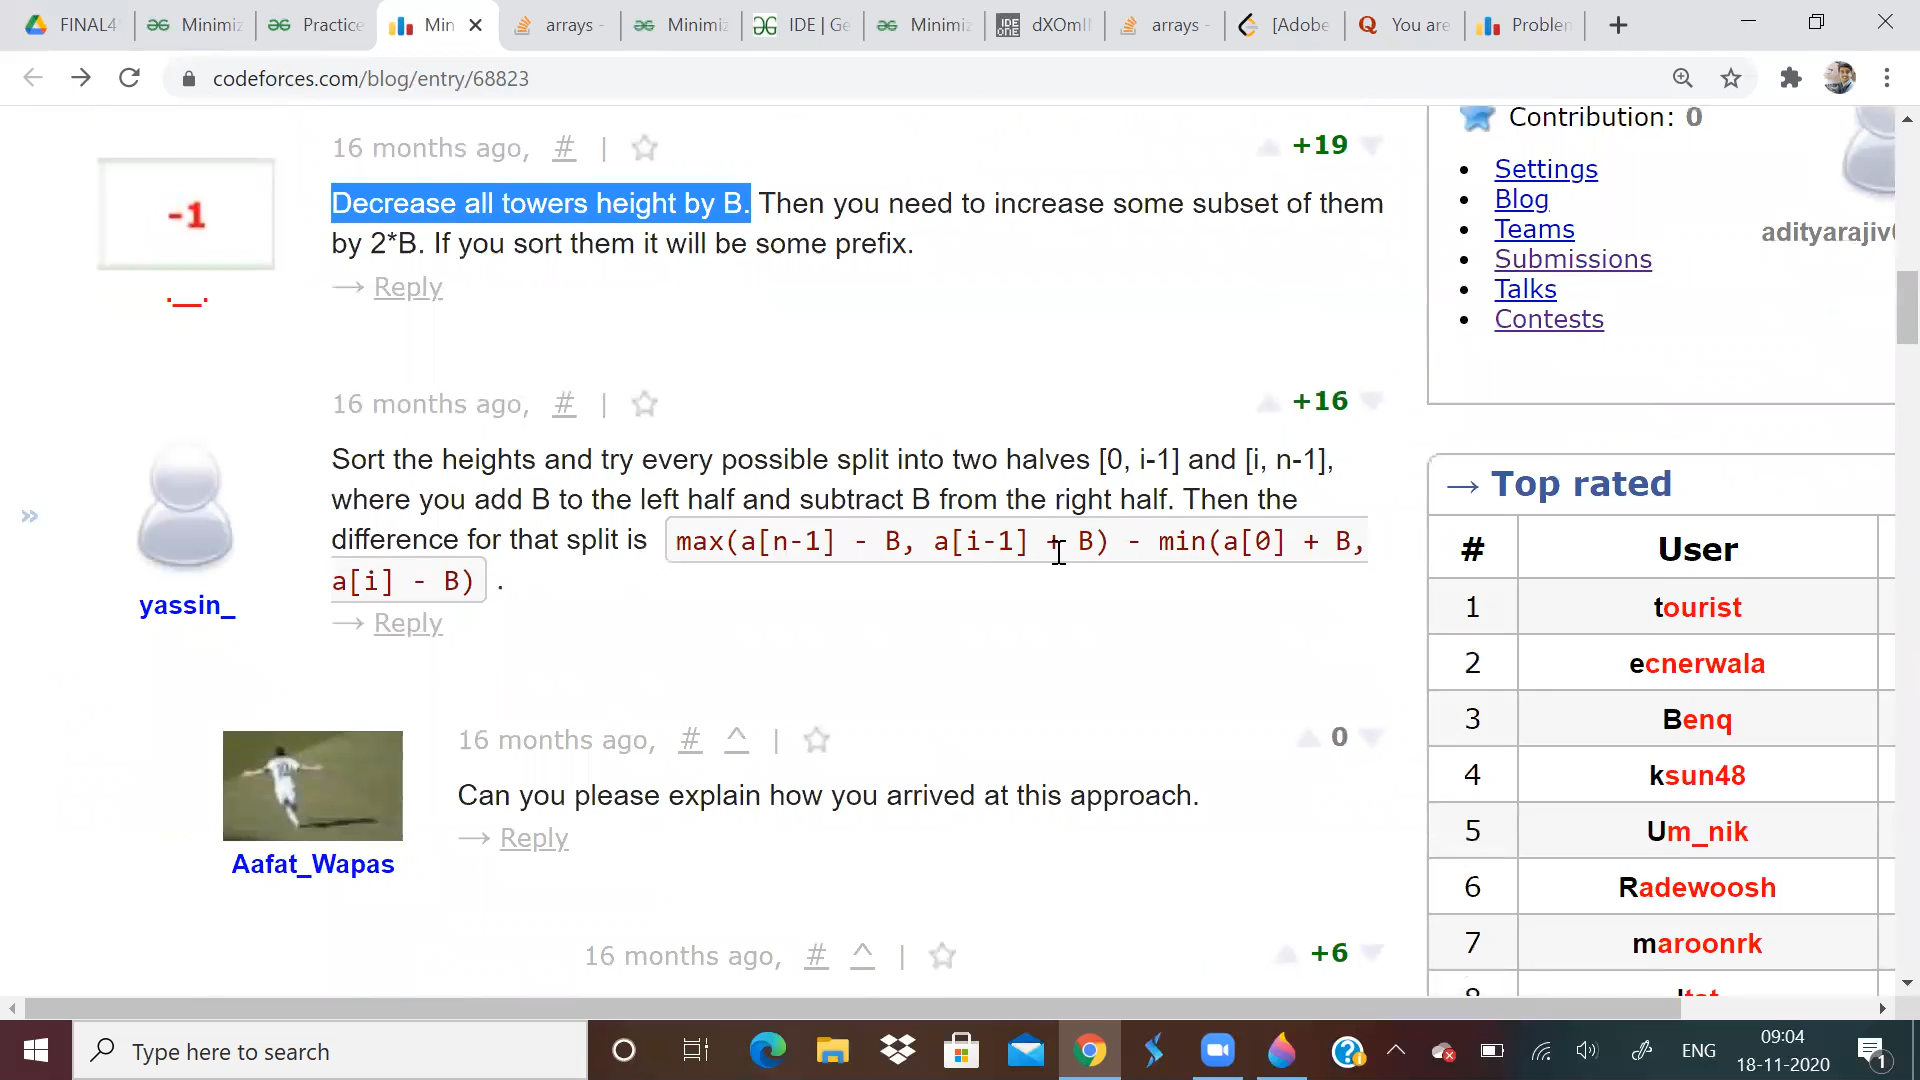 FINAL4
Minimiz
Practice
Min
arrays -
Minimiz
IDE | Ge
Minimiz
dXOmI
arrays -
[Adobe
You are
Problem
codeforces.com/blog/entry/68823
16 months ago, # |
+19
-1
Decrease all towers height by B. Then you need to increase some subset of them
by 2*B. If you sort them it will be some prefix.
→ Reply
.__.
16 months ago, # |
+16
Sort the heights and try every possible split into two halves [0, i-1] and [i, n-1],
where you add B to the left half and subtract B from the right half. Then the
difference for that split is max(a[n-1] - B, a[i-1] + B) - min(a[0] + B,
a[i] - B) .
→ Reply
»
yassin_
16 months ago, # ^ |
0
Can you please explain how you arrived at this approach.
→ Reply
Aafat_Wapas
16 months ago, # ^ |
+6
Contribution: 0
Settings
Blog
Teams
Submissions
Talks
Contests
→ Top rated
# User
1 tourist
2 ecnerwala
3 Benq
4 ksun48
5 Um_nik
6 Radewoosh
7 maroonrk
Type here to search
ENG
09:04
18-11-2020
1